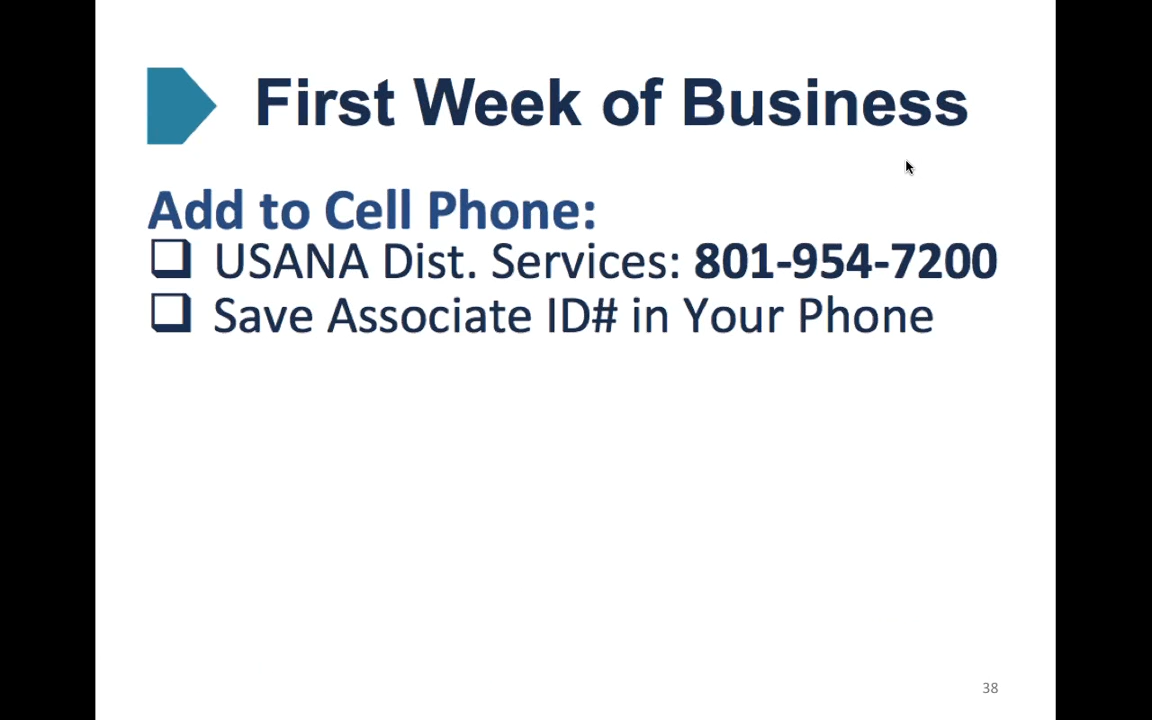 First Week of Business
Add to Cell Phone:
❑ USANA Dist. Services: 801-954-7200
❑ Save Associate ID# in Your Phone
38